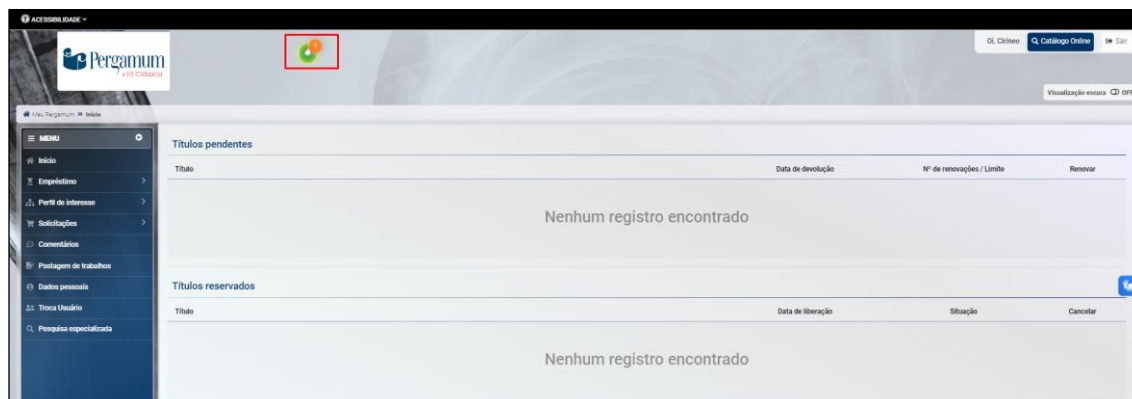 ACESSIBILIDADE
Pergamum
v10 Clássico
Oi, Cirineo
Catálogo Online
Sair
Visualização escura OFF
Meu Pergamum >> Início
MENU
Início
Empréstimo
Perfil de interesse
Solicitações
Comentários
Postagem de trabalhos
Dados pessoais
Troca Usuário
Pesquisa especializada
Títulos pendentes
Título Data de devolução Nº de renovações / Limite Renovar
Nenhum registro encontrado
Títulos reservados
Título Data de liberação Situação Cancelar
Nenhum registro encontrado